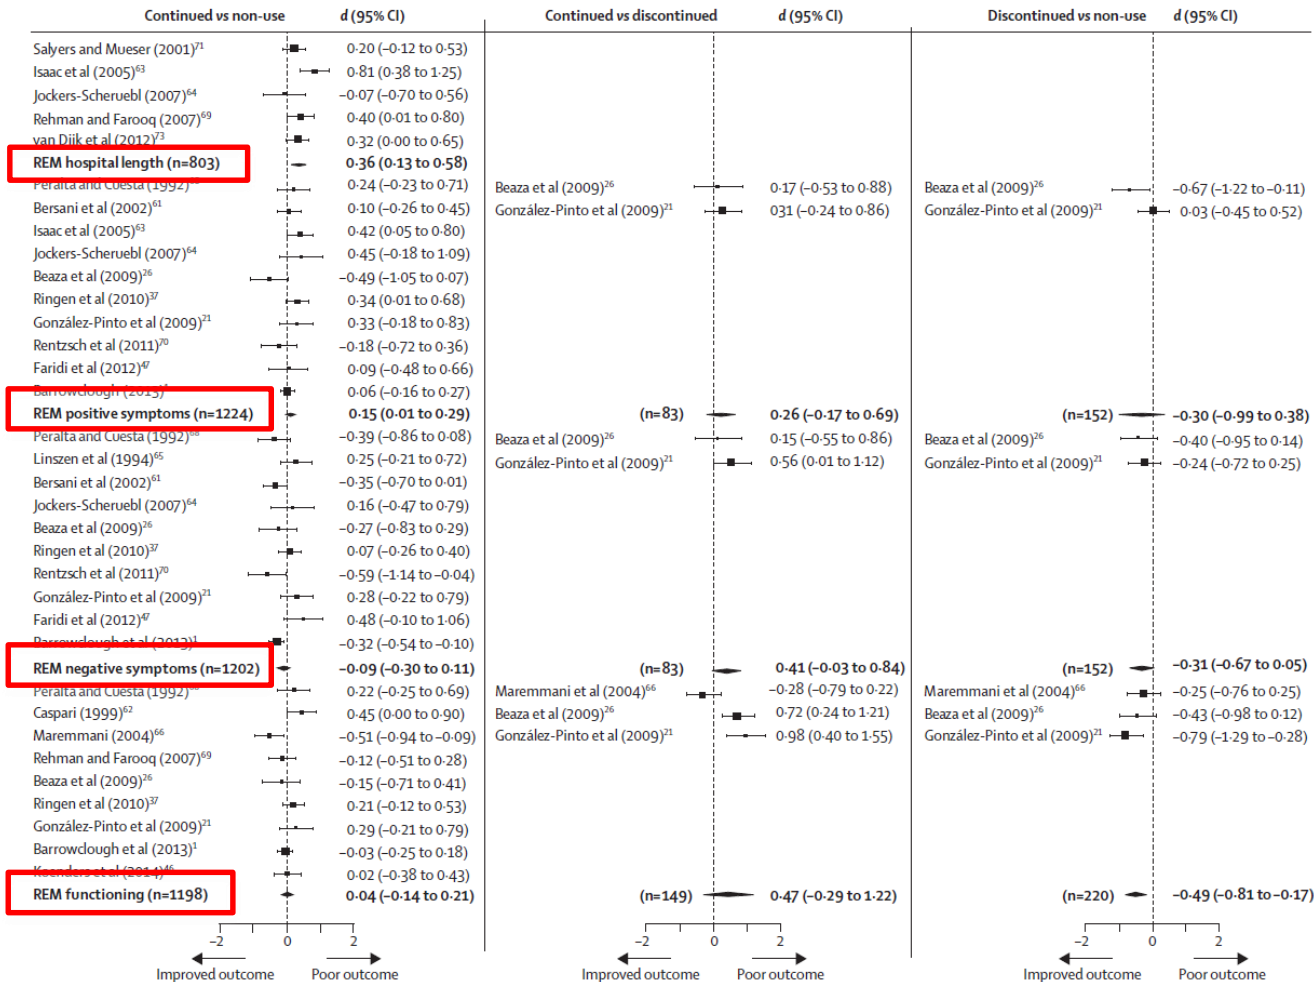 Continued vs non-use d (95% CI) Continued vs discontinued d (95% CI) Discontinued vs non-use d (95% CI)
Salyers and Mueser (2001)71 0·20 (–0·12 to 0·53)
Isaac et al (2005)63 0·81 (0·38 to 1·25)
Jockers-Scheruebl (2007)64 –0·07 (–0·70 to 0·56)
Rehman and Farooq (2007)69 0·40 (0·01 to 0·80)
van Dijk et al (2012)73 0·32 (0·00 to 0·65)
REM hospital length (n=803) 0·36 (0·13 to 0·58)
Peralta and Cuesta (1992) 0·24 (–0·23 to 0·71) Beaza et al (2009)26 0·17 (–0·53 to 0·88) Beaza et al (2009)26 –0·67 (–1·22 to –0·11)
Bersani et al (2002)61 0·10 (–0·26 to 0·45) González-Pinto et al (2009)21 031 (–0·24 to 0·86) González-Pinto et al (2009)21 0·03 (–0·45 to 0·52)
Isaac et al (2005)63 0·42 (0·05 to 0·80)
Jockers-Scheruebl (2007)64 0·45 (–0·18 to 1·09)
Beaza et al (2009)26 –0·49 (–1·05 to 0·07)
Ringen et al (2010)37 0·34 (0·01 to 0·68)
González-Pinto et al (2009)21 0·33 (–0·18 to 0·83)
Rentzsch et al (2011)70 –0·18 (–0·72 to 0·36)
Faridi et al (2012)47 0·09 (–0·48 to 0·66)
Barrowclough (2013) 0·06 (–0·16 to 0·27)
REM positive symptoms (n=1224) 0·15 (0·01 to 0·29) (n=83) 0·26 (–0·17 to 0·69) (n=152) –0·30 (–0·99 to 0·38)
Peralta and Cuesta (1992)68 –0·39 (–0·86 to 0·08) Beaza et al (2009)26 0·15 (–0·55 to 0·86) Beaza et al (2009)26 –0·40 (–0·95 to 0·14)
Linszen et al (1994)65 0·25 (–0·21 to 0·72) González-Pinto et al (2009)21 0·56 (0·01 to 1·12) González-Pinto et al (2009)21 –0·24 (–0·72 to 0·25)
Bersani et al (2002)61 –0·35 (–0·70 to 0·01)
Jockers-Scheruebl (2007)64 0·16 (–0·47 to 0·79)
Beaza et al (2009)26 –0·27 (–0·83 to 0·29)
Ringen et al (2010)37 0·07 (–0·26 to 0·40)
Rentzsch et al (2011)70 –0·59 (–1·14 to –0·04)
González-Pinto et al (2009)21 0·28 (–0·22 to 0·79)
Faridi et al (2012)47 0·48 (–0·10 to 1·06)
Barrowclough et al (2013)1 –0·32 (–0·54 to –0·10)
REM negative symptoms (n=1202) –0·09 (–0·30 to 0·11) (n=83) 0·41 (–0·03 to 0·84) (n=152) –0·31 (–0·67 to 0·05)
Peralta and Cuesta (1992) 0·22 (–0·25 to 0·69) Maremmani et al (2004)66 –0·28 (–0·79 to 0·22) Maremmani et al (2004)66 –0·25 (–0·76 to 0·25)
Caspari (1999)62 0·45 (0·00 to 0·90) Beaza et al (2009)26 0·72 (0·24 to 1·21) Beaza et al (2009)26 –0·43 (–0·98 to 0·12)
Maremmani (2004)66 –0·51 (–0·94 to –0·09) González-Pinto et al (2009)21 0·98 (0·40 to 1·55) González-Pinto et al (2009)21 –0·79 (–1·29 to –0·28)
Rehman and Farooq (2007)69 –0·12 (–0·51 to 0·28)
Beaza et al (2009)26 –0·15 (–0·71 to 0·41)
Ringen et al (2010)37 0·21 (–0·12 to 0·53)
González-Pinto et al (2009)21 0·29 (–0·21 to 0·79)
Barrowclough et al (2013)1 –0·03 (–0·25 to 0·18)
Koenders et al (2014)46 0·02 (–0·38 to 0·43)
REM functioning (n=1198) 0·04 (–0·14 to 0·21) (n=149) 0·47 (–0·29 to 1·22) (n=220) –0·49 (–0·81 to –0·17)
–2 0 2 –2 0 2 –2 0 2
Improved outcome Poor outcome Improved outcome Poor outcome Improved outcome Poor outcome